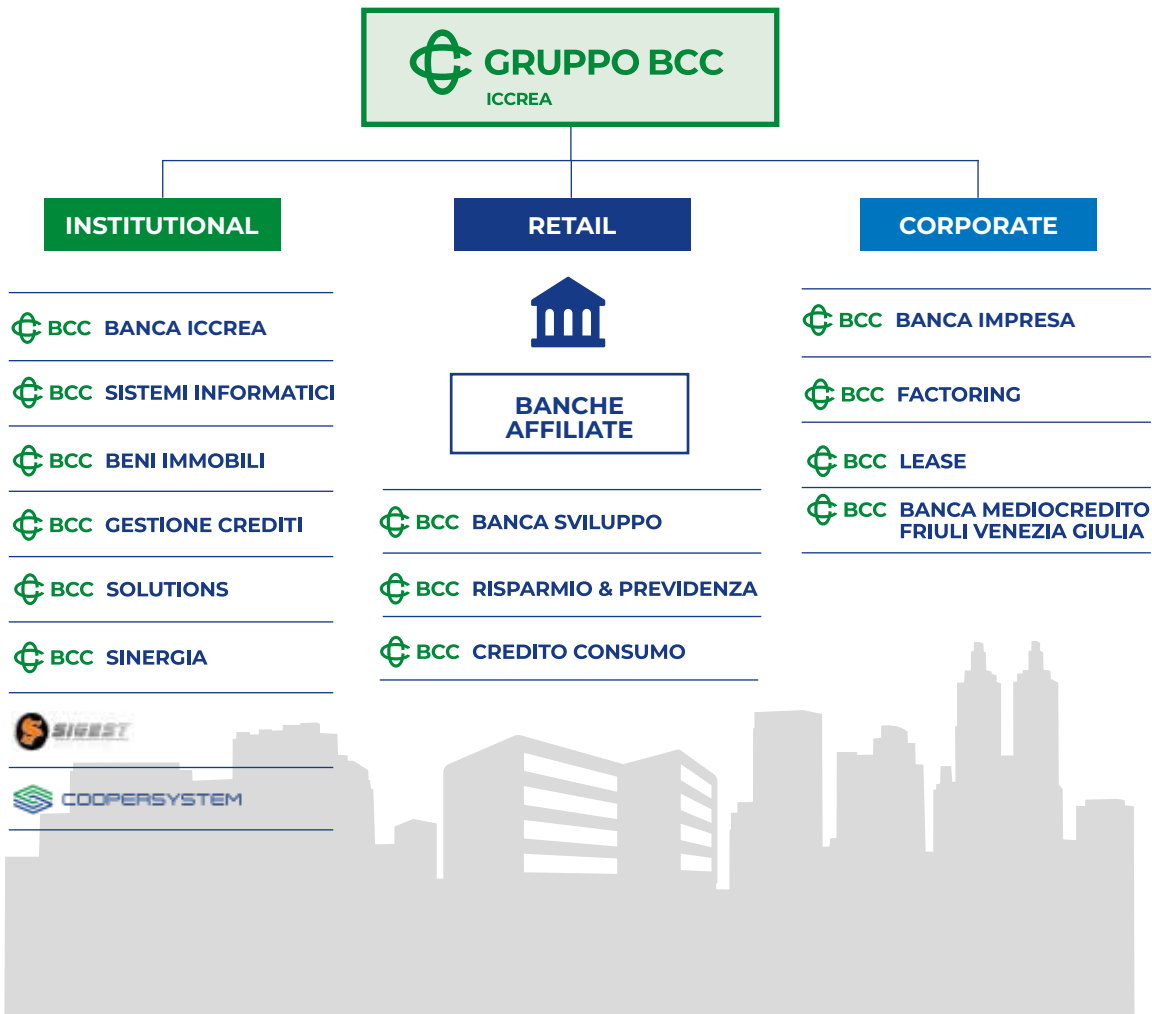 GRUPPO BCC
ICCREA
INSTITUTIONAL
BCC BANCA ICCREA
BCC SISTEMI INFORMATICI
BCC BENI IMMOBILI
BCC GESTIONE CREDITI
BCC SOLUTIONS
BCC SINERGIA
SIGEST
COOPERSYSTEM
RETAIL
BANCHE
AFFILIATE
BCC BANCA SVILUPPO
BCC RISPARMIO & PREVIDENZA
BCC CREDITO CONSUMO
CORPORATE
BCC BANCA IMPRESA
BCC FACTORING
BCC LEASE
BCC BANCA MEDIOCREDITO
FRIULI VENEZIA GIULIA